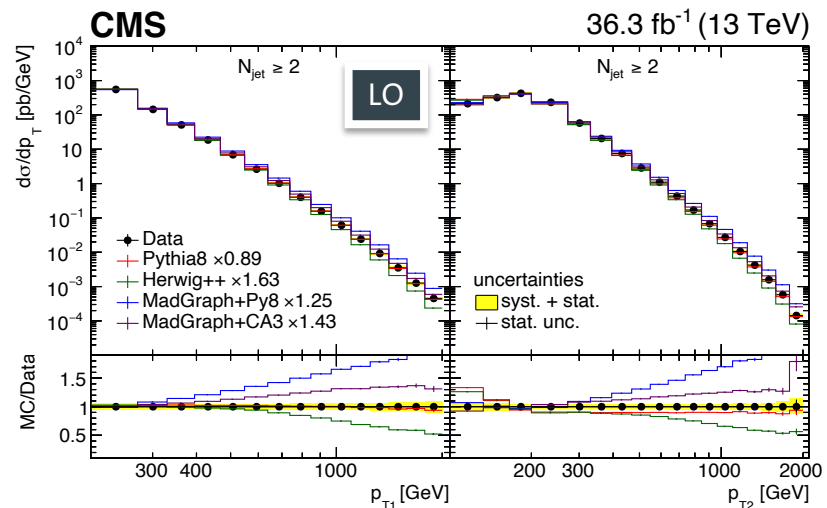 CMS
36.3 fb⁻¹ (13 TeV)
dσ/dp_T [pb/GeV]
10⁴
10³
10²
10
1
10⁻¹
10⁻²
10⁻³
10⁻⁴
N_jet ≥ 2
LO
N_jet ≥ 2
Data
Pythia8 ×0.89
Herwig++ ×1.63
MadGraph+Py8 ×1.25
MadGraph+CA3 ×1.43
uncertainties
syst. + stat.
stat. unc.
MC/Data
1.5
1
0.5
300 400 1000
p_T1 [GeV]
200 300 1000 2000
p_T2 [GeV]